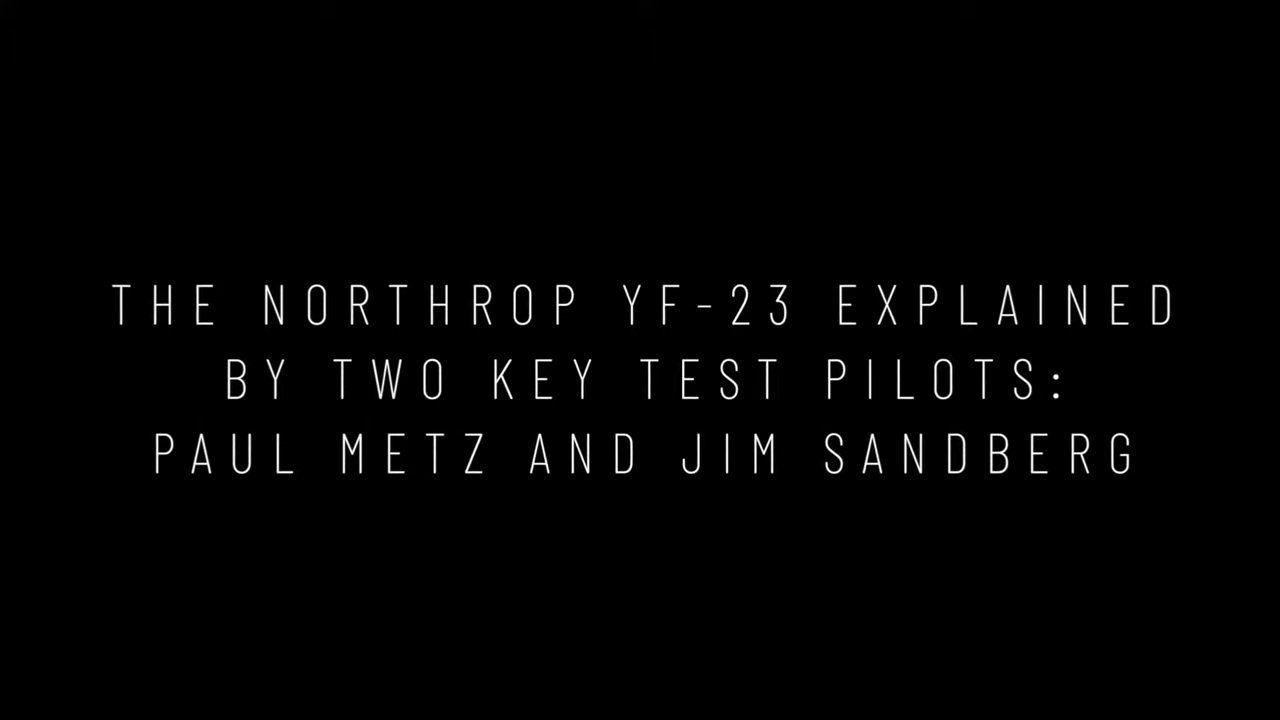 THE NORTHROP YF-23 EXPLAINED
BY TWO KEY TEST PILOTS:
PAUL METZ AND JIM SANDBERG